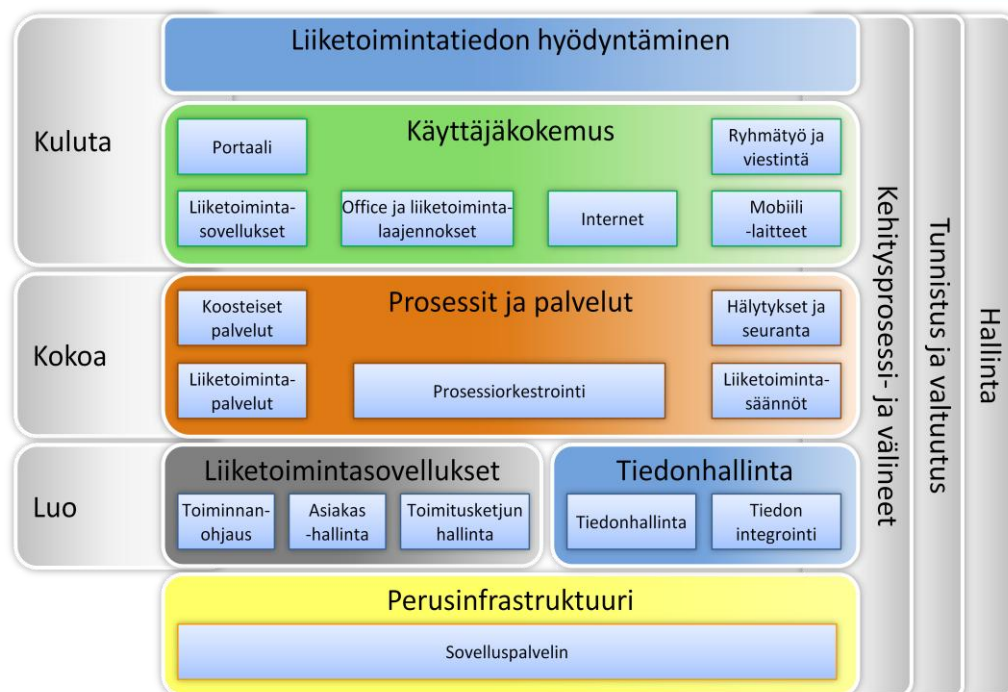 Liiketoimintatiedon hyödyntäminen
Kuluta
Käyttäjäkokemus
Portaali
Ryhmätyö ja
viestintä
Liiketoiminta-
sovellukset
Office ja liiketoiminta-
laajennokset
Internet
Mobiili
-laitteet
Kokoa
Prosessit ja palvelut
Koosteiset
palvelut
Hälytykset ja
seuranta
Liiketoiminta-
palvelut
Prosessiorkestrointi
Liiketoiminta-
säännöt
Luo
Liiketoimintasovellukset
Toiminnan-
ohjaus
Asiakas
-hallinta
Toimitusketjun
hallinta
Tiedonhallinta
Tiedonhallinta
Tiedon
integrointi
Perusinfrastruktuuri
Sovelluspalvelin
Kehitysprosessi- ja välineet
Tunnistus ja valtuutus
Hallinta